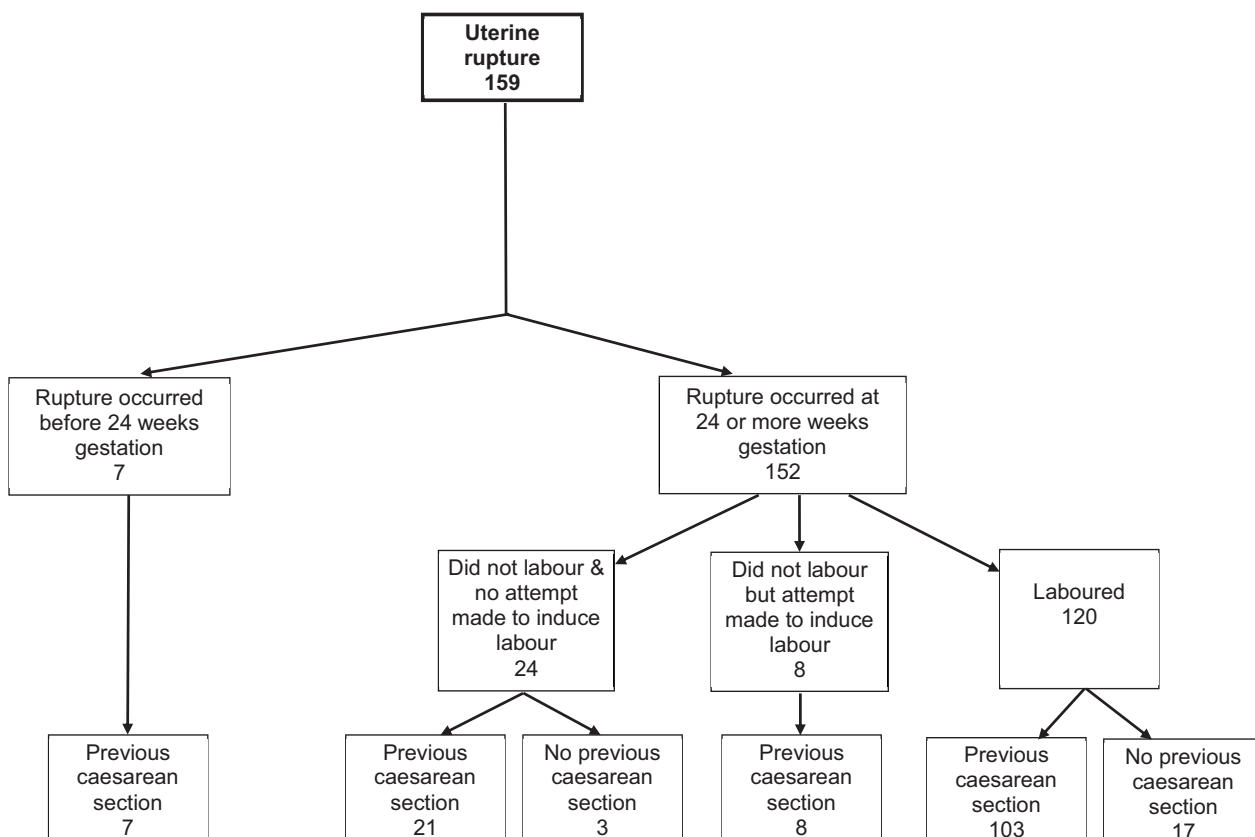 Uterine
rupture
159
Rupture occurred
before 24 weeks
gestation
7
Rupture occurred at
24 or more weeks
gestation
152
Did not labour &
no attempt
made to induce
labour
24
Did not labour
but attempt
made to induce
labour
8
Laboured
120
Previous
caesarean
section
7
Previous
caesarean
section
21
No previous
caesarean
section
3
Previous
caesarean
section
8
Previous
caesarean
section
103
No previous
caesarean
section
17